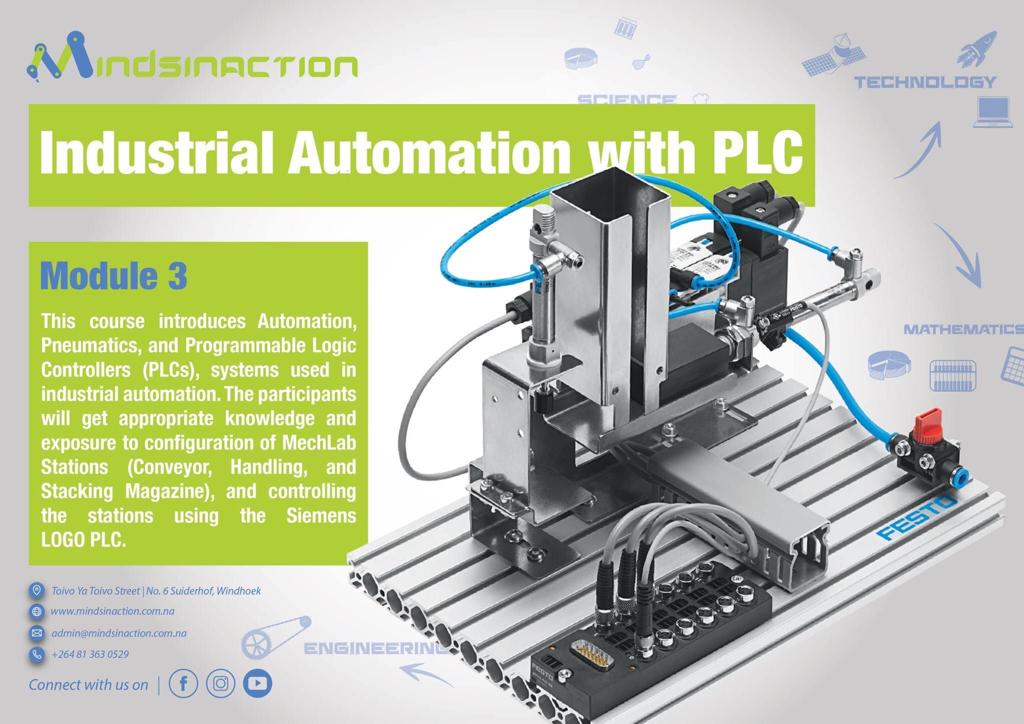 Mindsinaction
SCIENCE
TECHNOLOGY
Industrial Automation with PLC
Module 3
This course introduces Automation,
Pneumatics, and Programmable Logic
Controllers (PLCs), systems used in
industrial automation. The participants
will get appropriate knowledge and
exposure to configuration of MechLab
Stations (Conveyor, Handling, and
Stacking Magazine), and controlling
the stations using the Siemens
LOGO PLC.
MATHEMATICS
FESTO
FESTO
ENGINEERING
Toivo Ya Toivo Street | No. 6 Suiderhof, Windhoek
www.mindsinaction.com.na
admin@mindsinaction.com.na
+264 81 363 0529
Connect with us on |